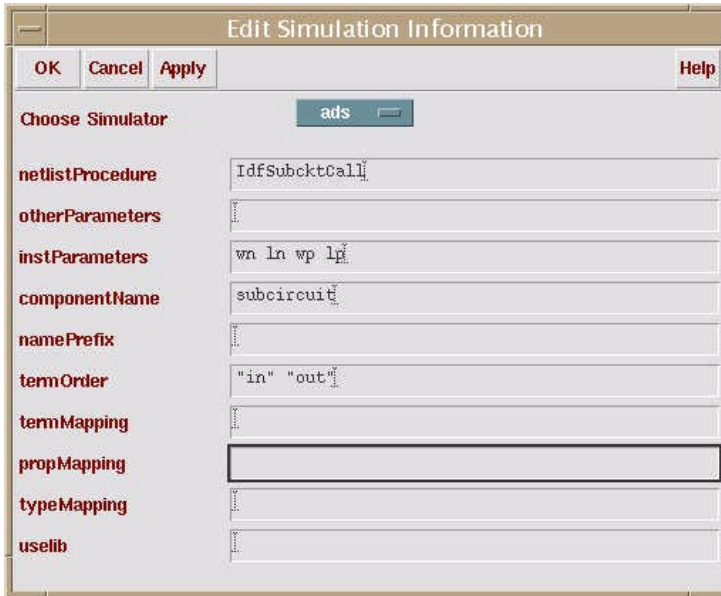 Edit Simulation Information
OK Cancel Apply Help
Choose Simulator ads
netlistProcedure IdfSubcktCall
otherParameters
instParameters wn ln wp lp
componentName subcircuit
namePrefix
termOrder "in" "out"
termMapping
propMapping
typeMapping
uselib